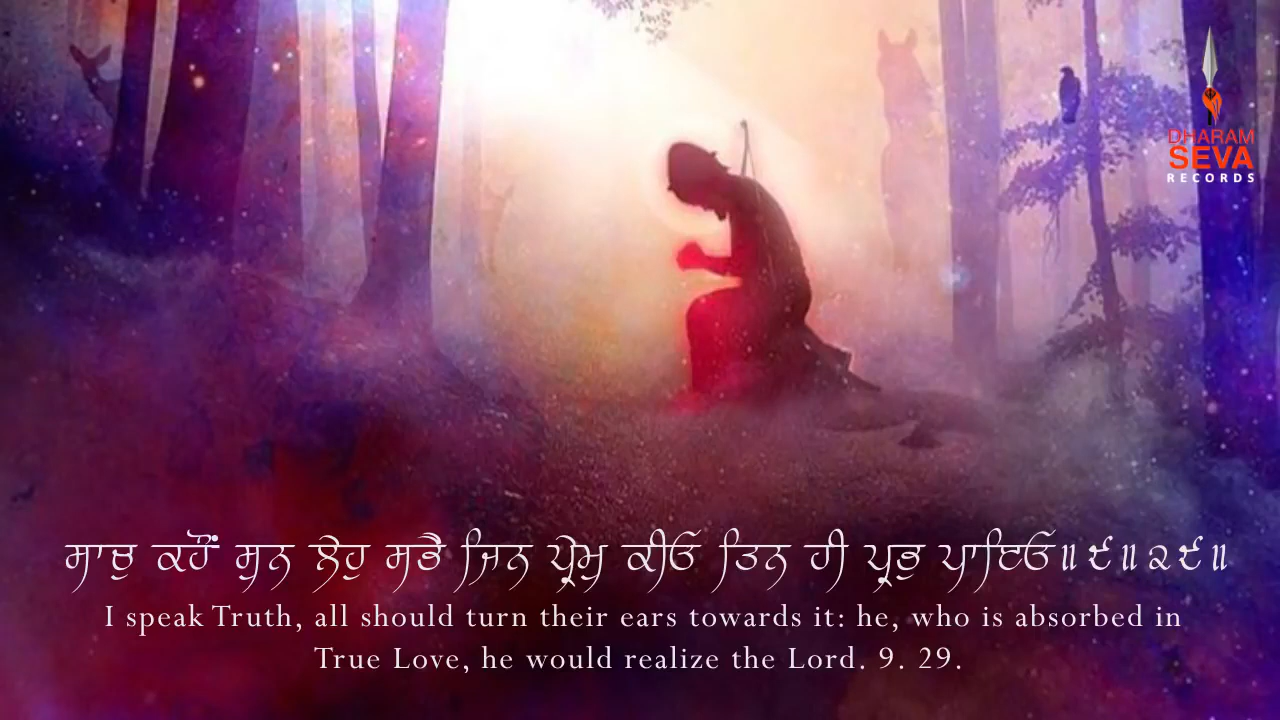 DHARAM
SEVA
RECORDS
ਸਾਚੁ ਕਹੌਂ ਸੁਨ ਲੇਹੁ ਸਭੈ ਜਿਨ ਪ੍ਰੇਮੁ ਕੀਓ ਤਿਨ ਹੀ ਪ੍ਰਭੁ ਪਾਇਓ॥੯॥੨੯॥
I speak Truth, all should turn their ears towards it: he, who is absorbed in
True Love, he would realize the Lord. 9. 29.